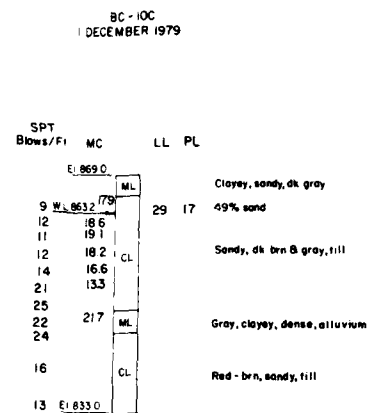 BC-10C
1 DECEMBER 1979
SPT
Blows/Ft MC LL PL
El 869.0
ML Clayey, sandy, dk gray
17.9
9 W.L. 863.2 29 17 49% sand
12 18.6
11 19.1
12 18.2 CL Sandy, dk brn & gray, till
14 16.6
21 13.3
25
22 21.7 ML Gray, clayey, dense, alluvium
24
16 CL Red-brn, sandy, till
13 El 833.0